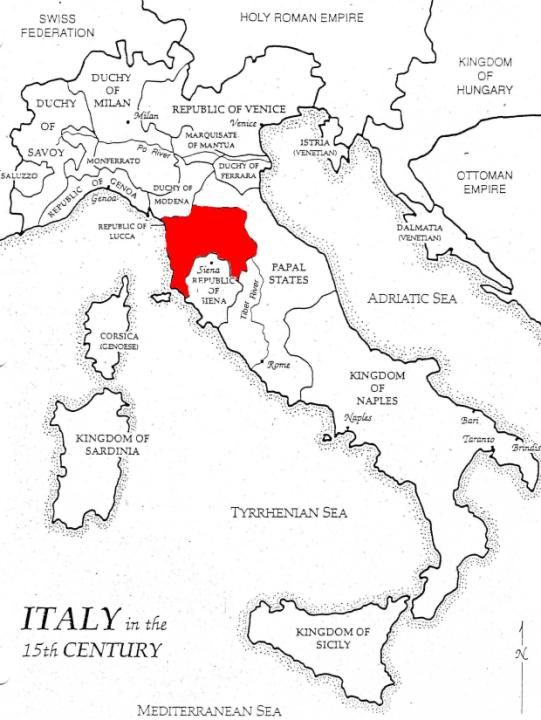 SWISS
FEDERATION
HOLY ROMAN EMPIRE
KINGDOM
OF
HUNGARY
DUCHY
OF
MILAN
Milan
DUCHY
OF
SAVOY
REPUBLIC OF VENICE
Venice
MARQUISATE
OF MANTUA
ISTRIA
(VENETIAN)
Po River
MONFERRATO
DUCHY OF
FERRARA
SALUZZO
OTTOMAN
EMPIRE
REPUBLIC OF GENOA
Genoa
DUCHY OF
MODENA
REPUBLIC OF
LUCCA
DALMATIA
(VENETIAN)
Siena
REPUBLIC
OF
SIENA
PAPAL
STATES
Tiber River
ADRIATIC SEA
CORSICA
(GENOESE)
Rome
KINGDOM
OF
NAPLES
Naples
Bari
Taranto
Brindisi
KINGDOM OF
SARDINIA
TYRRHENIAN SEA
ITALY in the
15th CENTURY
KINGDOM OF
SICILY
N
MEDITERRANEAN SEA